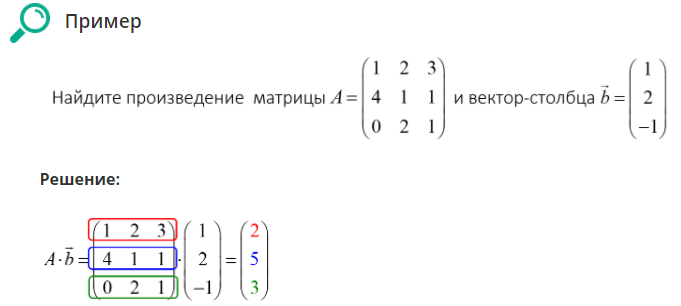 Пример
Найдите произведение матрицы A = (1 2 3; 4 1 1; 0 2 1) и вектор-столбца b⃗ = (1; 2; −1)
Решение:
A · b⃗ = (1 2 3; 4 1 1; 0 2 1) · (1; 2; −1) = (2; 5; 3)